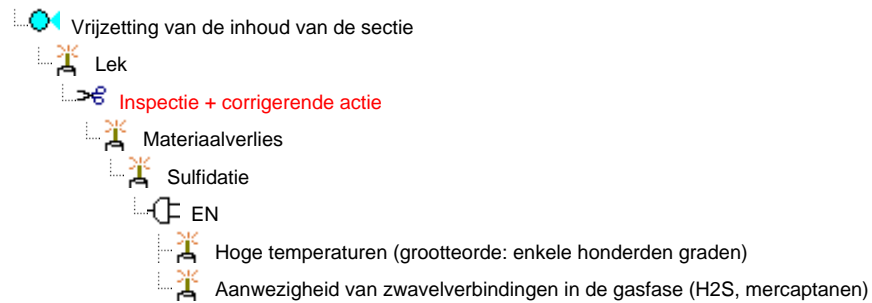 Vrijzetting van de inhoud van de sectie
Lek
Inspectie + corrigerende actie
Materiaalverlies
Sulfidatie
EN
Hoge temperaturen (grootteorde: enkele honderden graden)
Aanwezigheid van zwavelverbindingen in de gasfase (H2S, mercaptanen)